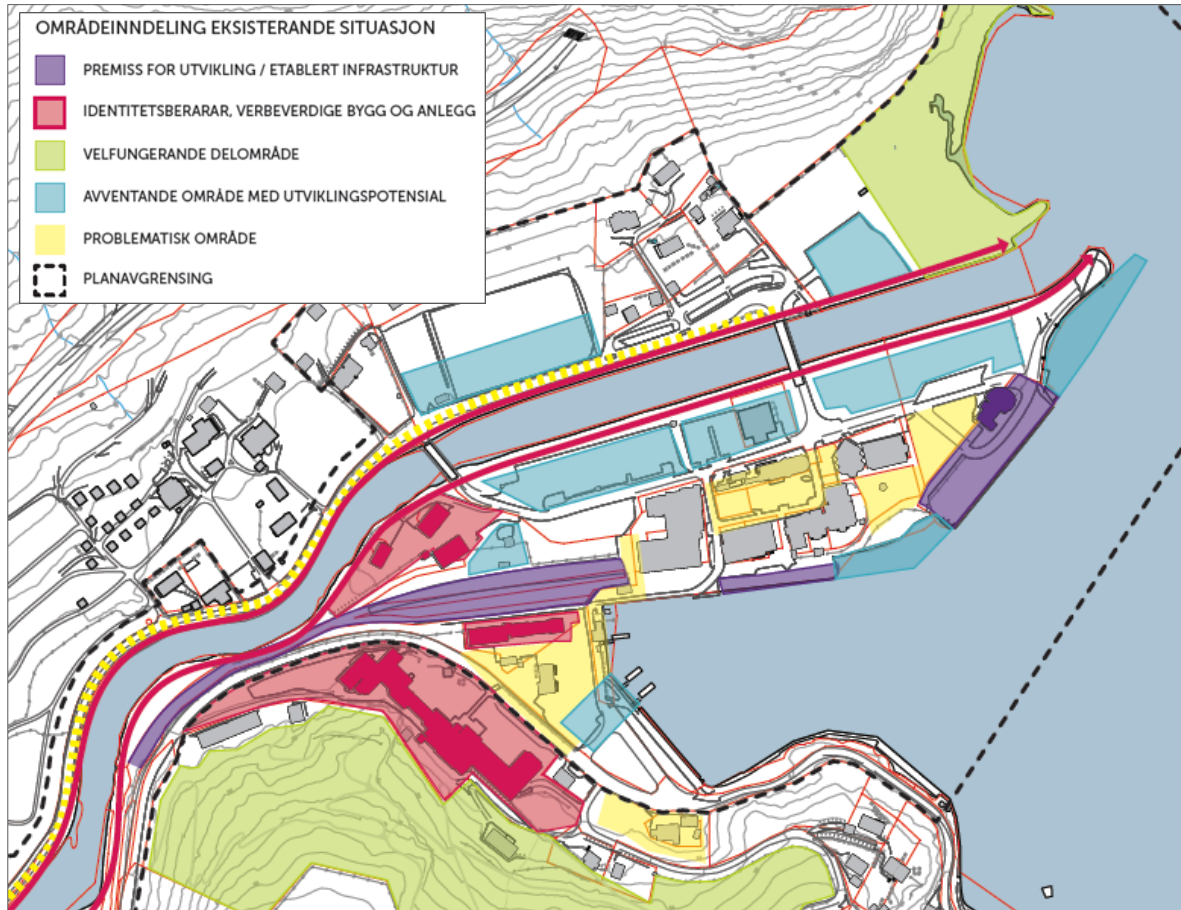 OMRÅDEINNDELING EKSISTERANDE SITUASJON
PREMISS FOR UTVIKLING / ETABLERT INFRASTRUKTUR
IDENTITETSBERARAR, VERBEVERDIGE BYGG OG ANLEGG
VELFUNGERANDE DELOMRÅDE
AVVENTANDE OMRÅDE MED UTVIKLINGSPOTENSIAL
PROBLEMATISK OMRÅDE
PLANAVGRENSING